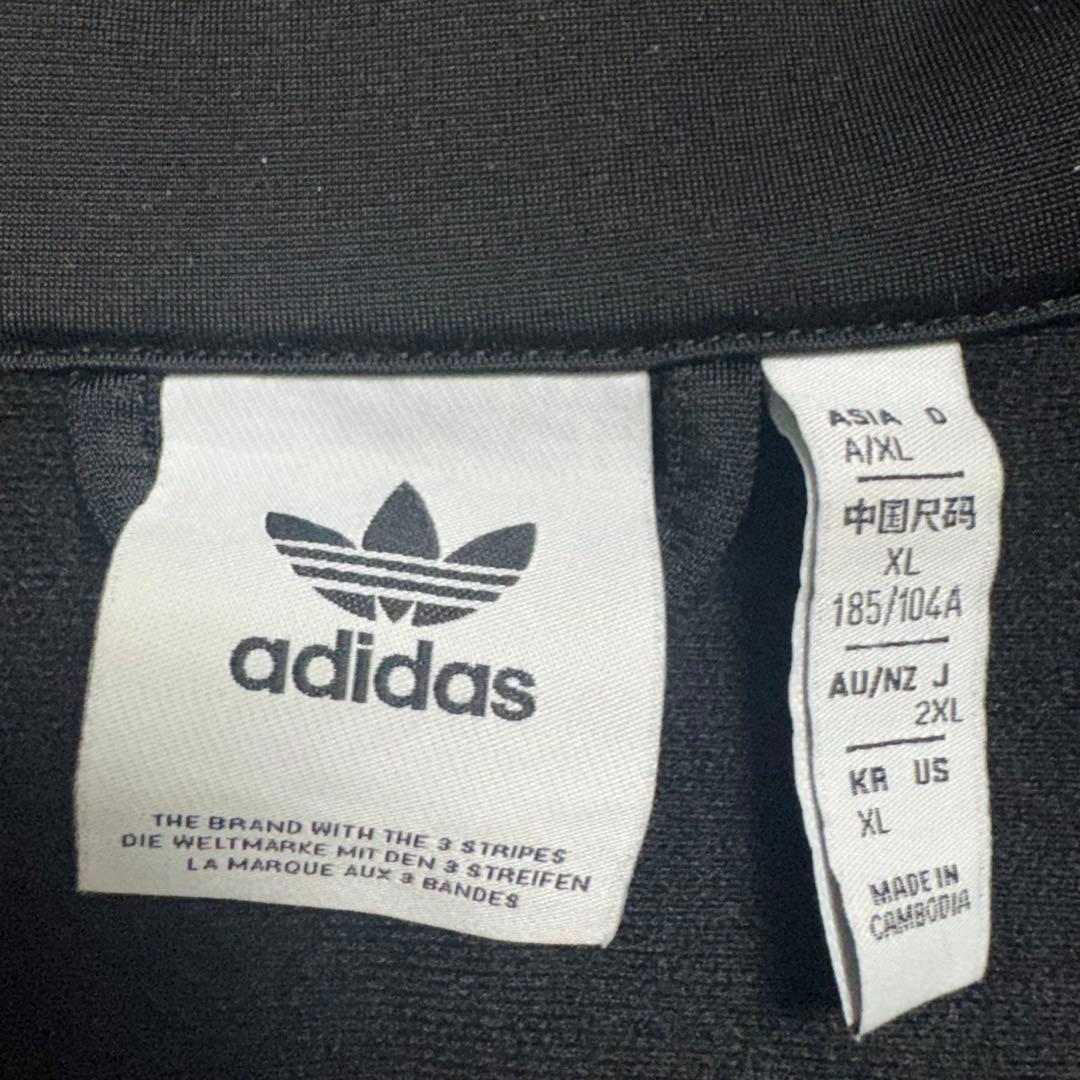 adidas
THE BRAND WITH THE 3 STRIPES
DIE WELTMARKE MIT DEN 3 STREIFEN
LA MARQUE AUX 3 BANDES
ASIA D
A/XL
中国尺码
XL
185/104A
AU/NZ J
2XL
KR US
XL
MADE IN
CAMBODIA